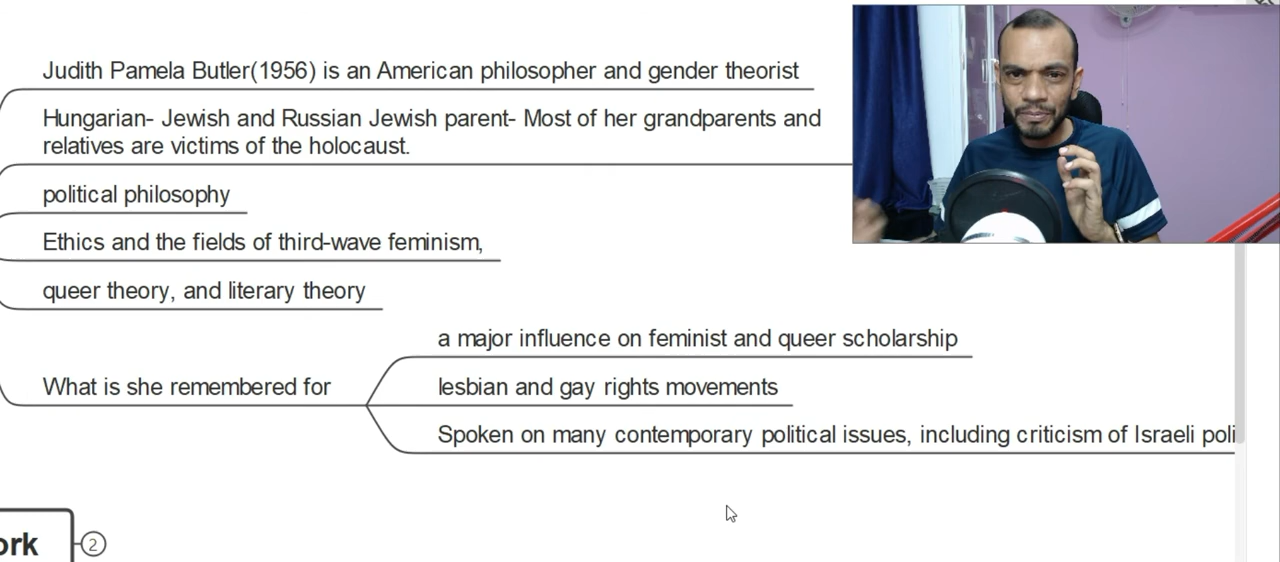 Judith Pamela Butler(1956) is an American philosopher and gender theorist
Hungarian- Jewish and Russian Jewish parent- Most of her grandparents and
relatives are victims of the holocaust.
political philosophy
Ethics and the fields of third-wave feminism,
queer theory, and literary theory
What is she remembered for
a major influence on feminist and queer scholarship
lesbian and gay rights movements
Spoken on many contemporary political issues, including criticism of Israeli poli
ork
2